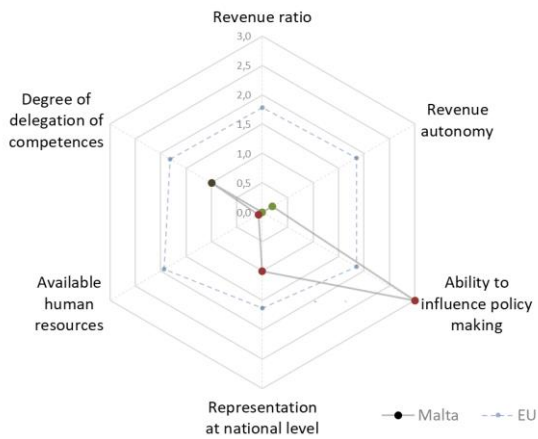 Revenue ratio
3,0
2,5
2,0
1,5
1,0
0,5
0,0
Degree of
delegation of
competences
Revenue
autonomy
Available
human
resources
Ability to
influence policy
making
Representation
at national level
Malta
EU